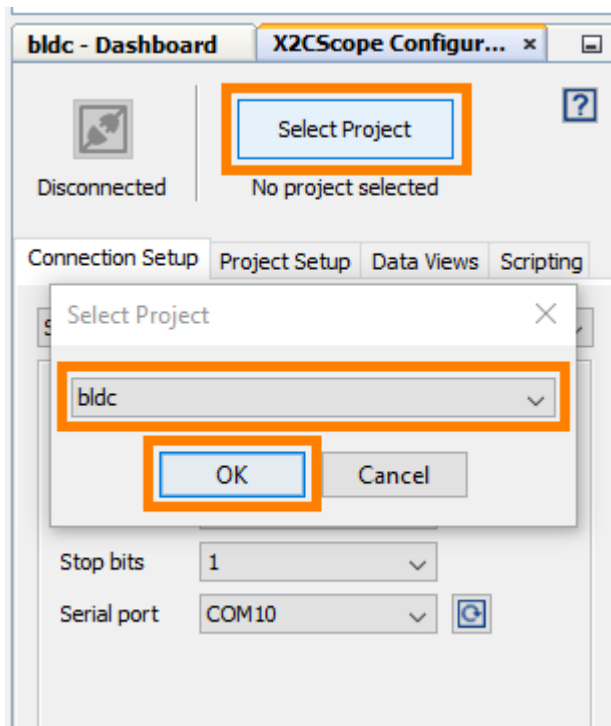 bldc - Dashboard
X2CScope Configur... ×
Select Project
?
Disconnected
No project selected
Connection Setup
Project Setup
Data Views
Scripting
S
Select Project
bldc
OK
Cancel
Stop bits
1
Serial port
COM10